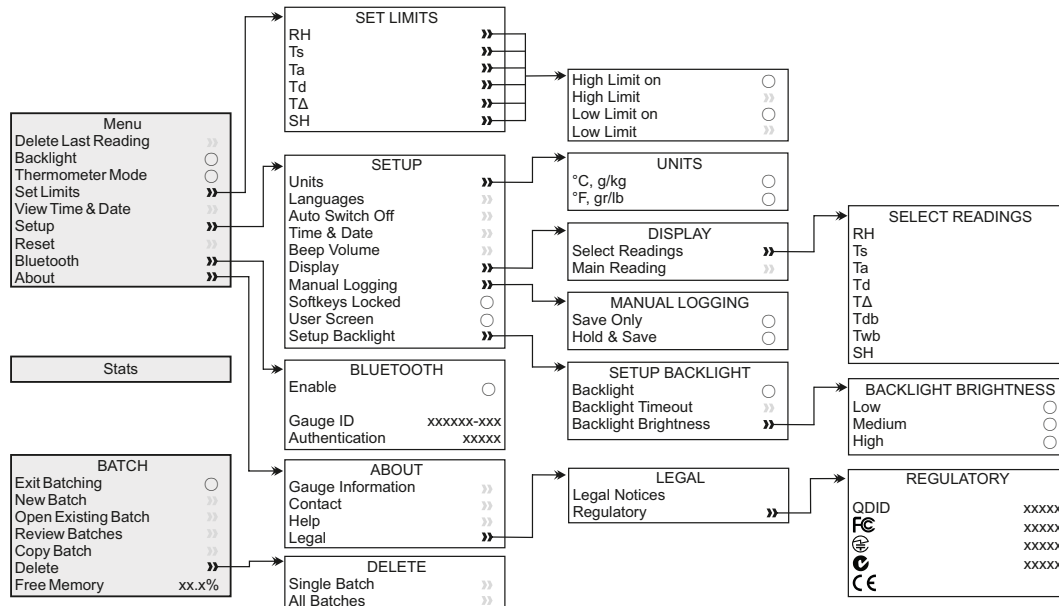 SET LIMITS
RH »
Ts »
Ta »
Td »
TΔ »
SH »
High Limit on
High Limit »
Low Limit on
Low Limit »
Menu
Delete Last Reading »
Backlight
Thermometer Mode
Set Limits »
View Time & Date »
Setup »
Reset »
Bluetooth »
About »
SETUP
Units »
Languages »
Auto Switch Off »
Time & Date »
Beep Volume »
Display »
Manual Logging »
Softkeys Locked
User Screen
Setup Backlight »
UNITS
°C, g/kg
°F, gr/lb
DISPLAY
Select Readings »
Main Reading »
SELECT READINGS
RH
Ts
Ta
Td
TΔ
Tdb
Twb
SH
MANUAL LOGGING
Save Only
Hold & Save
Stats
BLUETOOTH
Enable
Gauge ID xxxxxx-xxx
Authentication xxxxx
SETUP BACKLIGHT
Backlight
Backlight Timeout »
Backlight Brightness »
BACKLIGHT BRIGHTNESS
Low
Medium
High
BATCH
Exit Batching
New Batch »
Open Existing Batch »
Review Batches »
Copy Batch »
Delete »
Free Memory xx.x%
ABOUT
Gauge Information »
Contact »
Help »
Legal »
LEGAL
Legal Notices
Regulatory »
REGULATORY
QDID xxxxx
FC xxxxx
xxxxx
xxxxx
CE
DELETE
Single Batch »
All Batches »